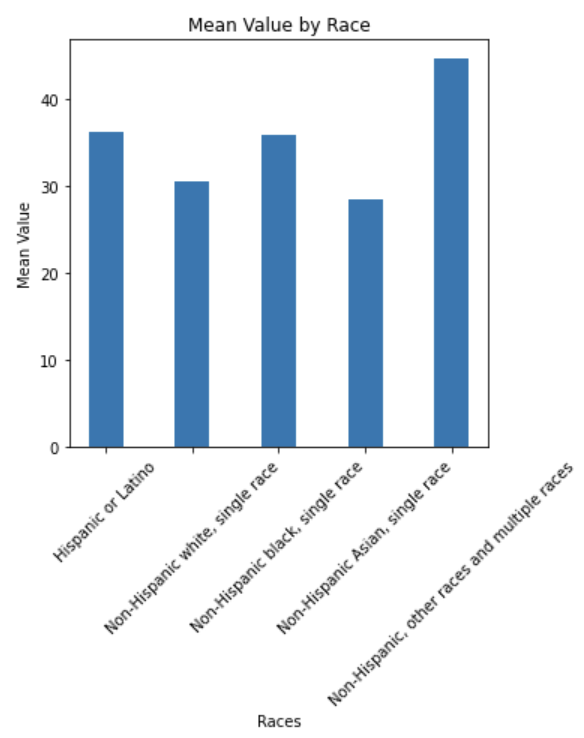 Mean Value by Race
Mean Value
40
30
20
10
0
Hispanic or Latino
Non-Hispanic white, single race
Non-Hispanic black, single race
Non-Hispanic Asian, single race
Non-Hispanic, other races and multiple races
Races